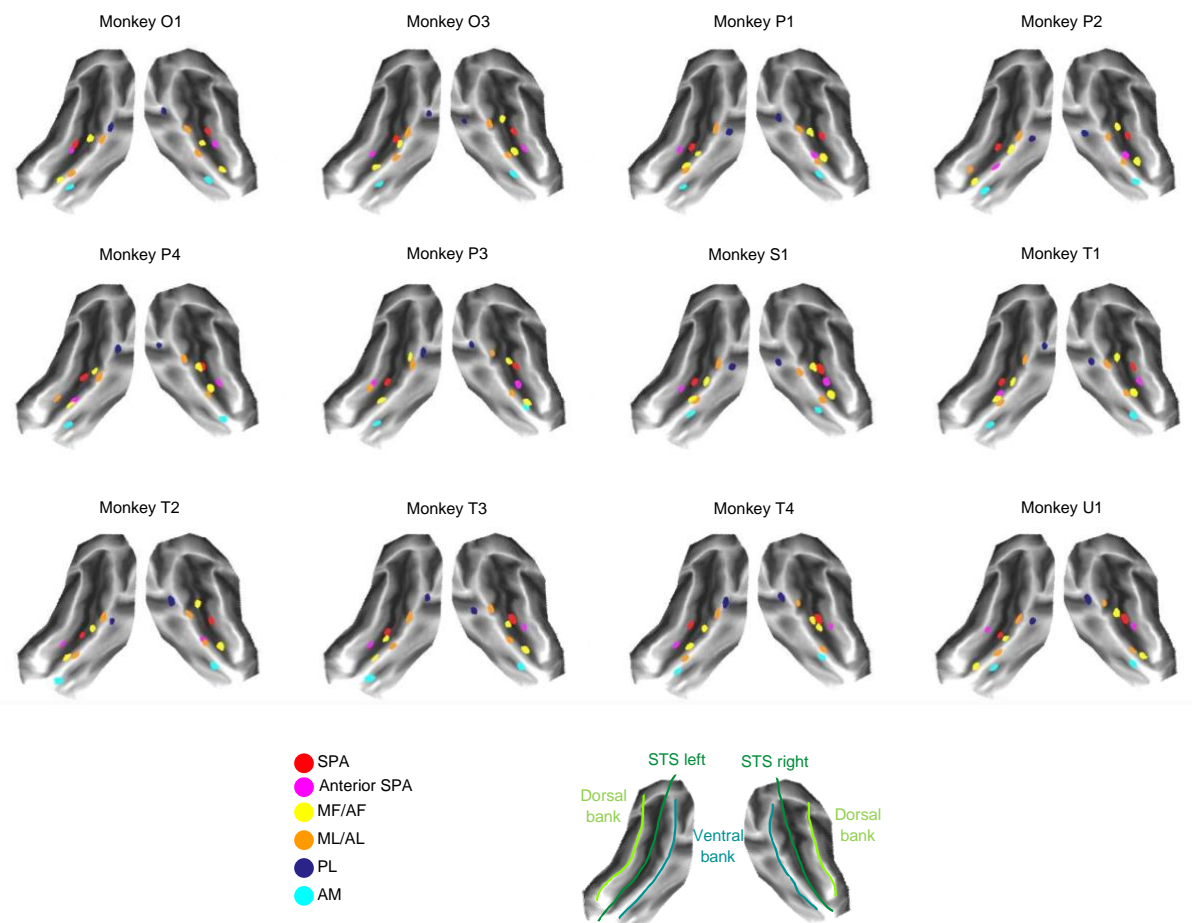 Monkey O1
Monkey O3
Monkey P1
Monkey P2
Monkey P4
Monkey P3
Monkey S1
Monkey T1
Monkey T2
Monkey T3
Monkey T4
Monkey U1
SPA
Anterior SPA
MF/AF
ML/AL
PL
AM
STS left
STS right
Dorsal
bank
Ventral
bank
Dorsal
bank